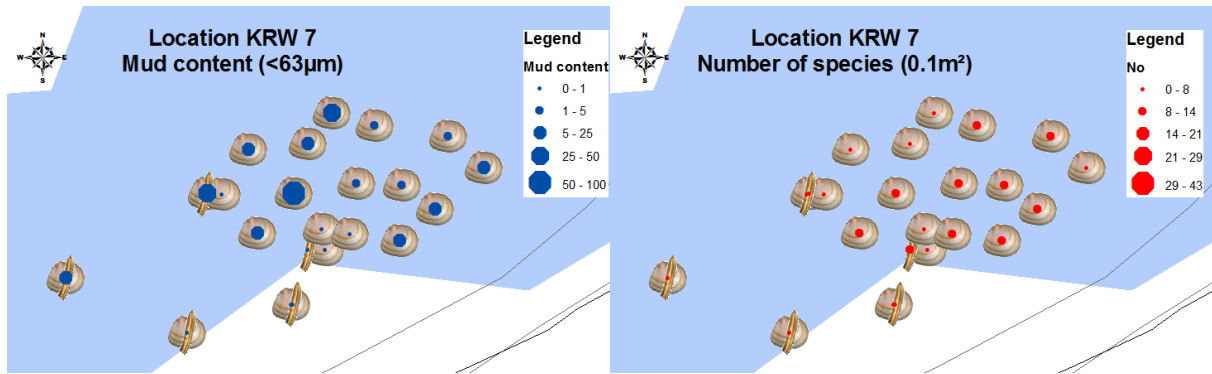 Location KRW 7
Mud content (<63µm)
N
W E
S
Legend
Mud content
0 - 1
1 - 5
5 - 25
25 - 50
50 - 100
Location KRW 7
Number of species (0.1m²)
N
W E
S
Legend
No
0 - 8
8 - 14
14 - 21
21 - 29
29 - 43